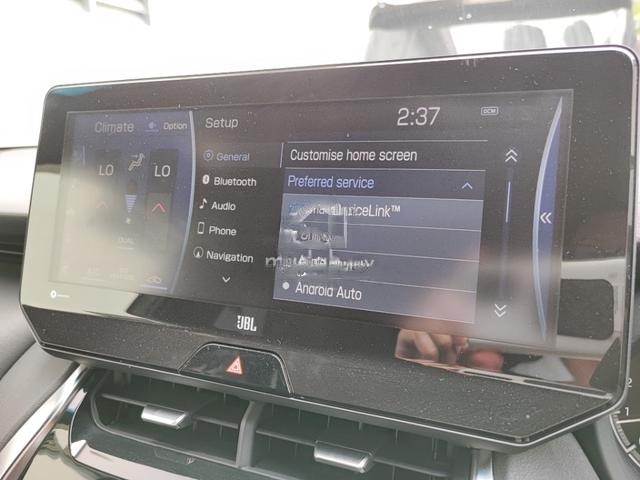 Climate Option
Setup
2:37
DCM
LO
LO
DUAL
General
Bluetooth
Audio
Phone
Navigation
Customise home screen
Preferred service
Android Auto
JBL